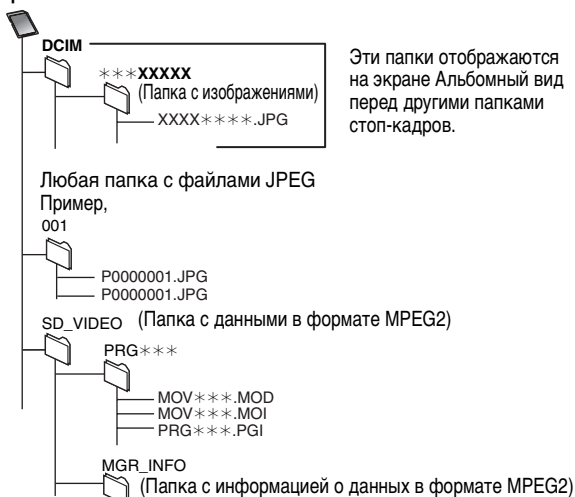 DCIM
***XXXXX
(Папка с изображениями)
XXXX****.JPG
Эти папки отображаются
на экране Альбомный вид
перед другими папками
стоп-кадров.
Любая папка с файлами JPEG
Пример,
001
P0000001.JPG
P0000001.JPG
SD_VIDEO (Папка с данными в формате MPEG2)
PRG***
MOV***.MOD
MOV***.MOI
PRG***.PGI
MGR_INFO
(Папка с информацией о данных в формате MPEG2)